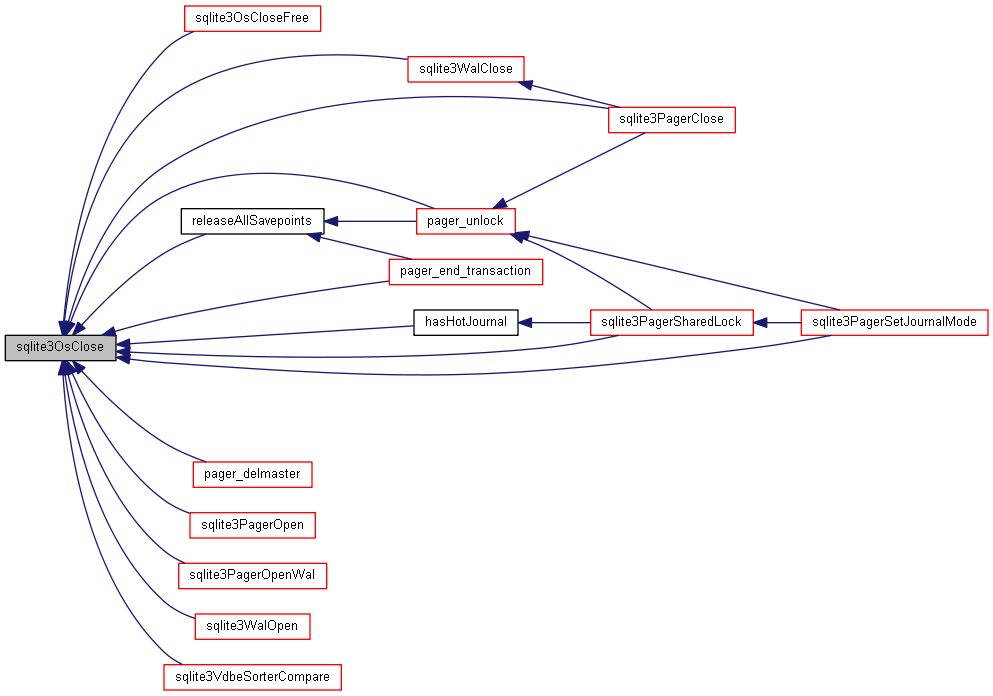 sqlite3OsCloseFree
sqlite3WalClose
sqlite3PagerClose
releaseAllSavepoints
pager_unlock
pager_end_transaction
hasHotJournal
sqlite3PagerSharedLock
sqlite3PagerSetJournalMode
sqlite3OsClose
pager_delmaster
sqlite3PagerOpen
sqlite3PagerOpenWal
sqlite3WalOpen
sqlite3VdbeSorterCompare